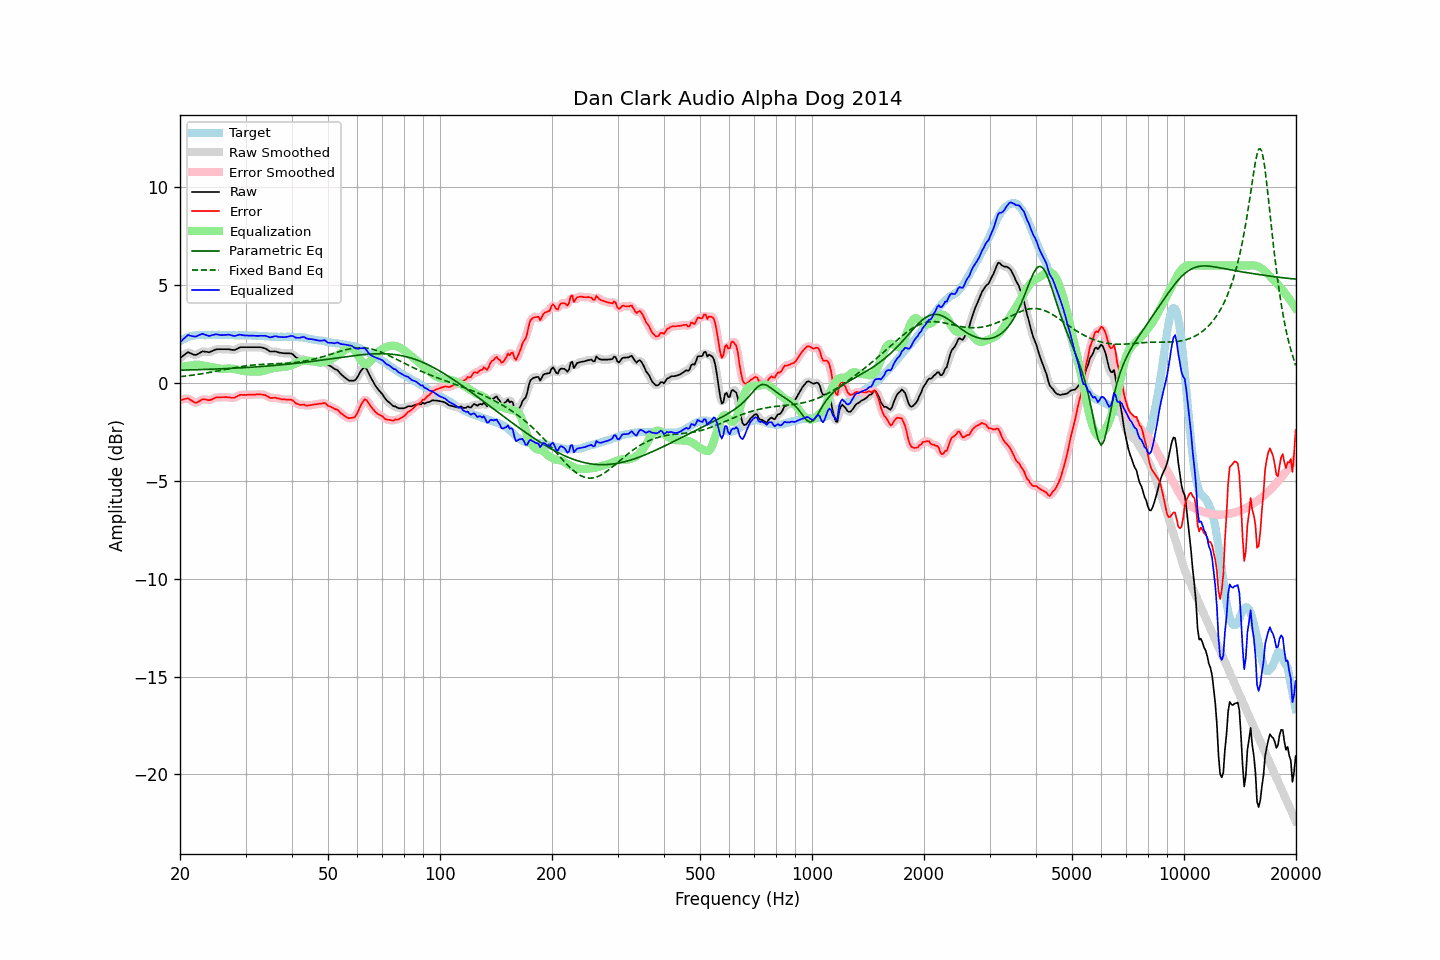 Dan Clark Audio Alpha Dog 2014
Target
Raw Smoothed
Error Smoothed
Raw
Error
Equalization
Parametric Eq
Fixed Band Eq
Equalized
Amplitude (dBr)
10
5
0
−5
−10
−15
−20
20 50 100 200 500 1000 2000 5000 10000 20000
Frequency (Hz)